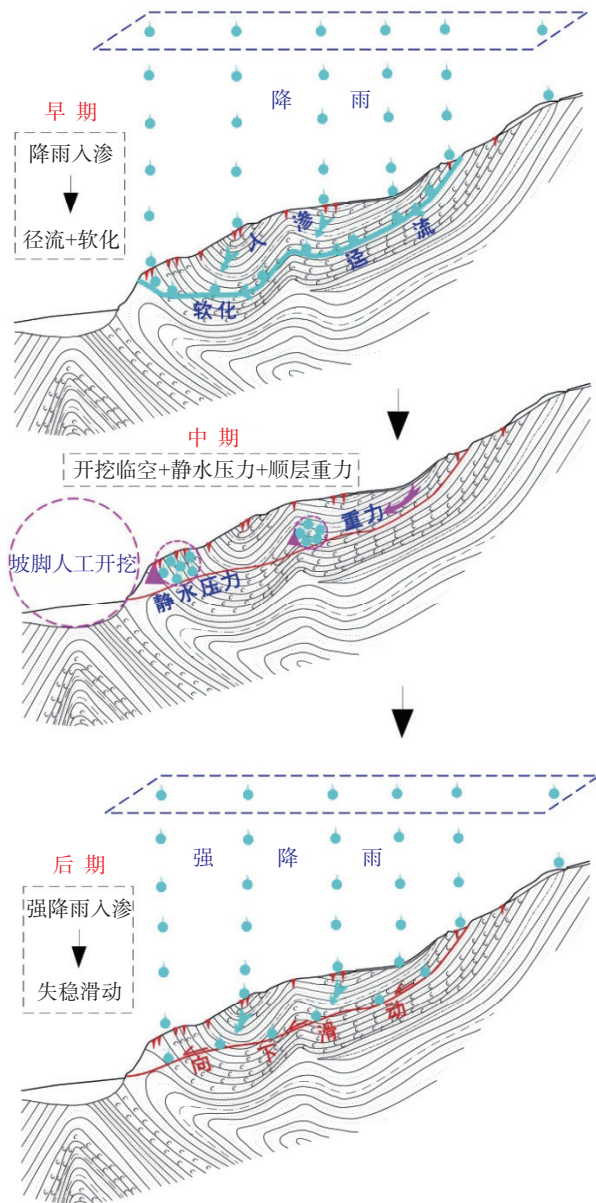 降 雨
早 期
降雨入渗
径流+软化
入 渗
迳 流
软化
中 期
开挖临空+静水压力+顺层重力
重力
坡脚人工开挖
静水压力
强 降 雨
后 期
强降雨入渗
失稳滑动
向 下 滑 动